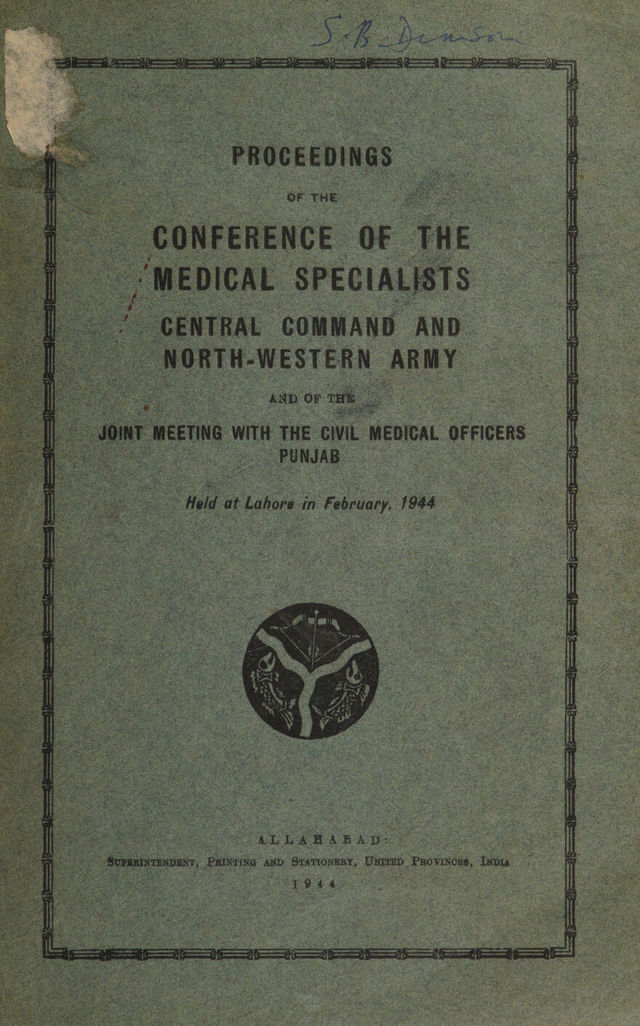 PROCEEDINGS
OF THE
CONFERENCE OF THE
MEDICAL SPECIALISTS
CENTRAL COMMAND AND
NORTH-WESTERN ARMY
AND OF THE
JOINT MEETING WITH THE CIVIL MEDICAL OFFICERS
PUNJAB
Held at Lahore in February, 1944
ALLAHABAD:
SUPERINTENDENT, PRINTING AND STATIONERY, UNITED PROVINCES, INDIA
1944